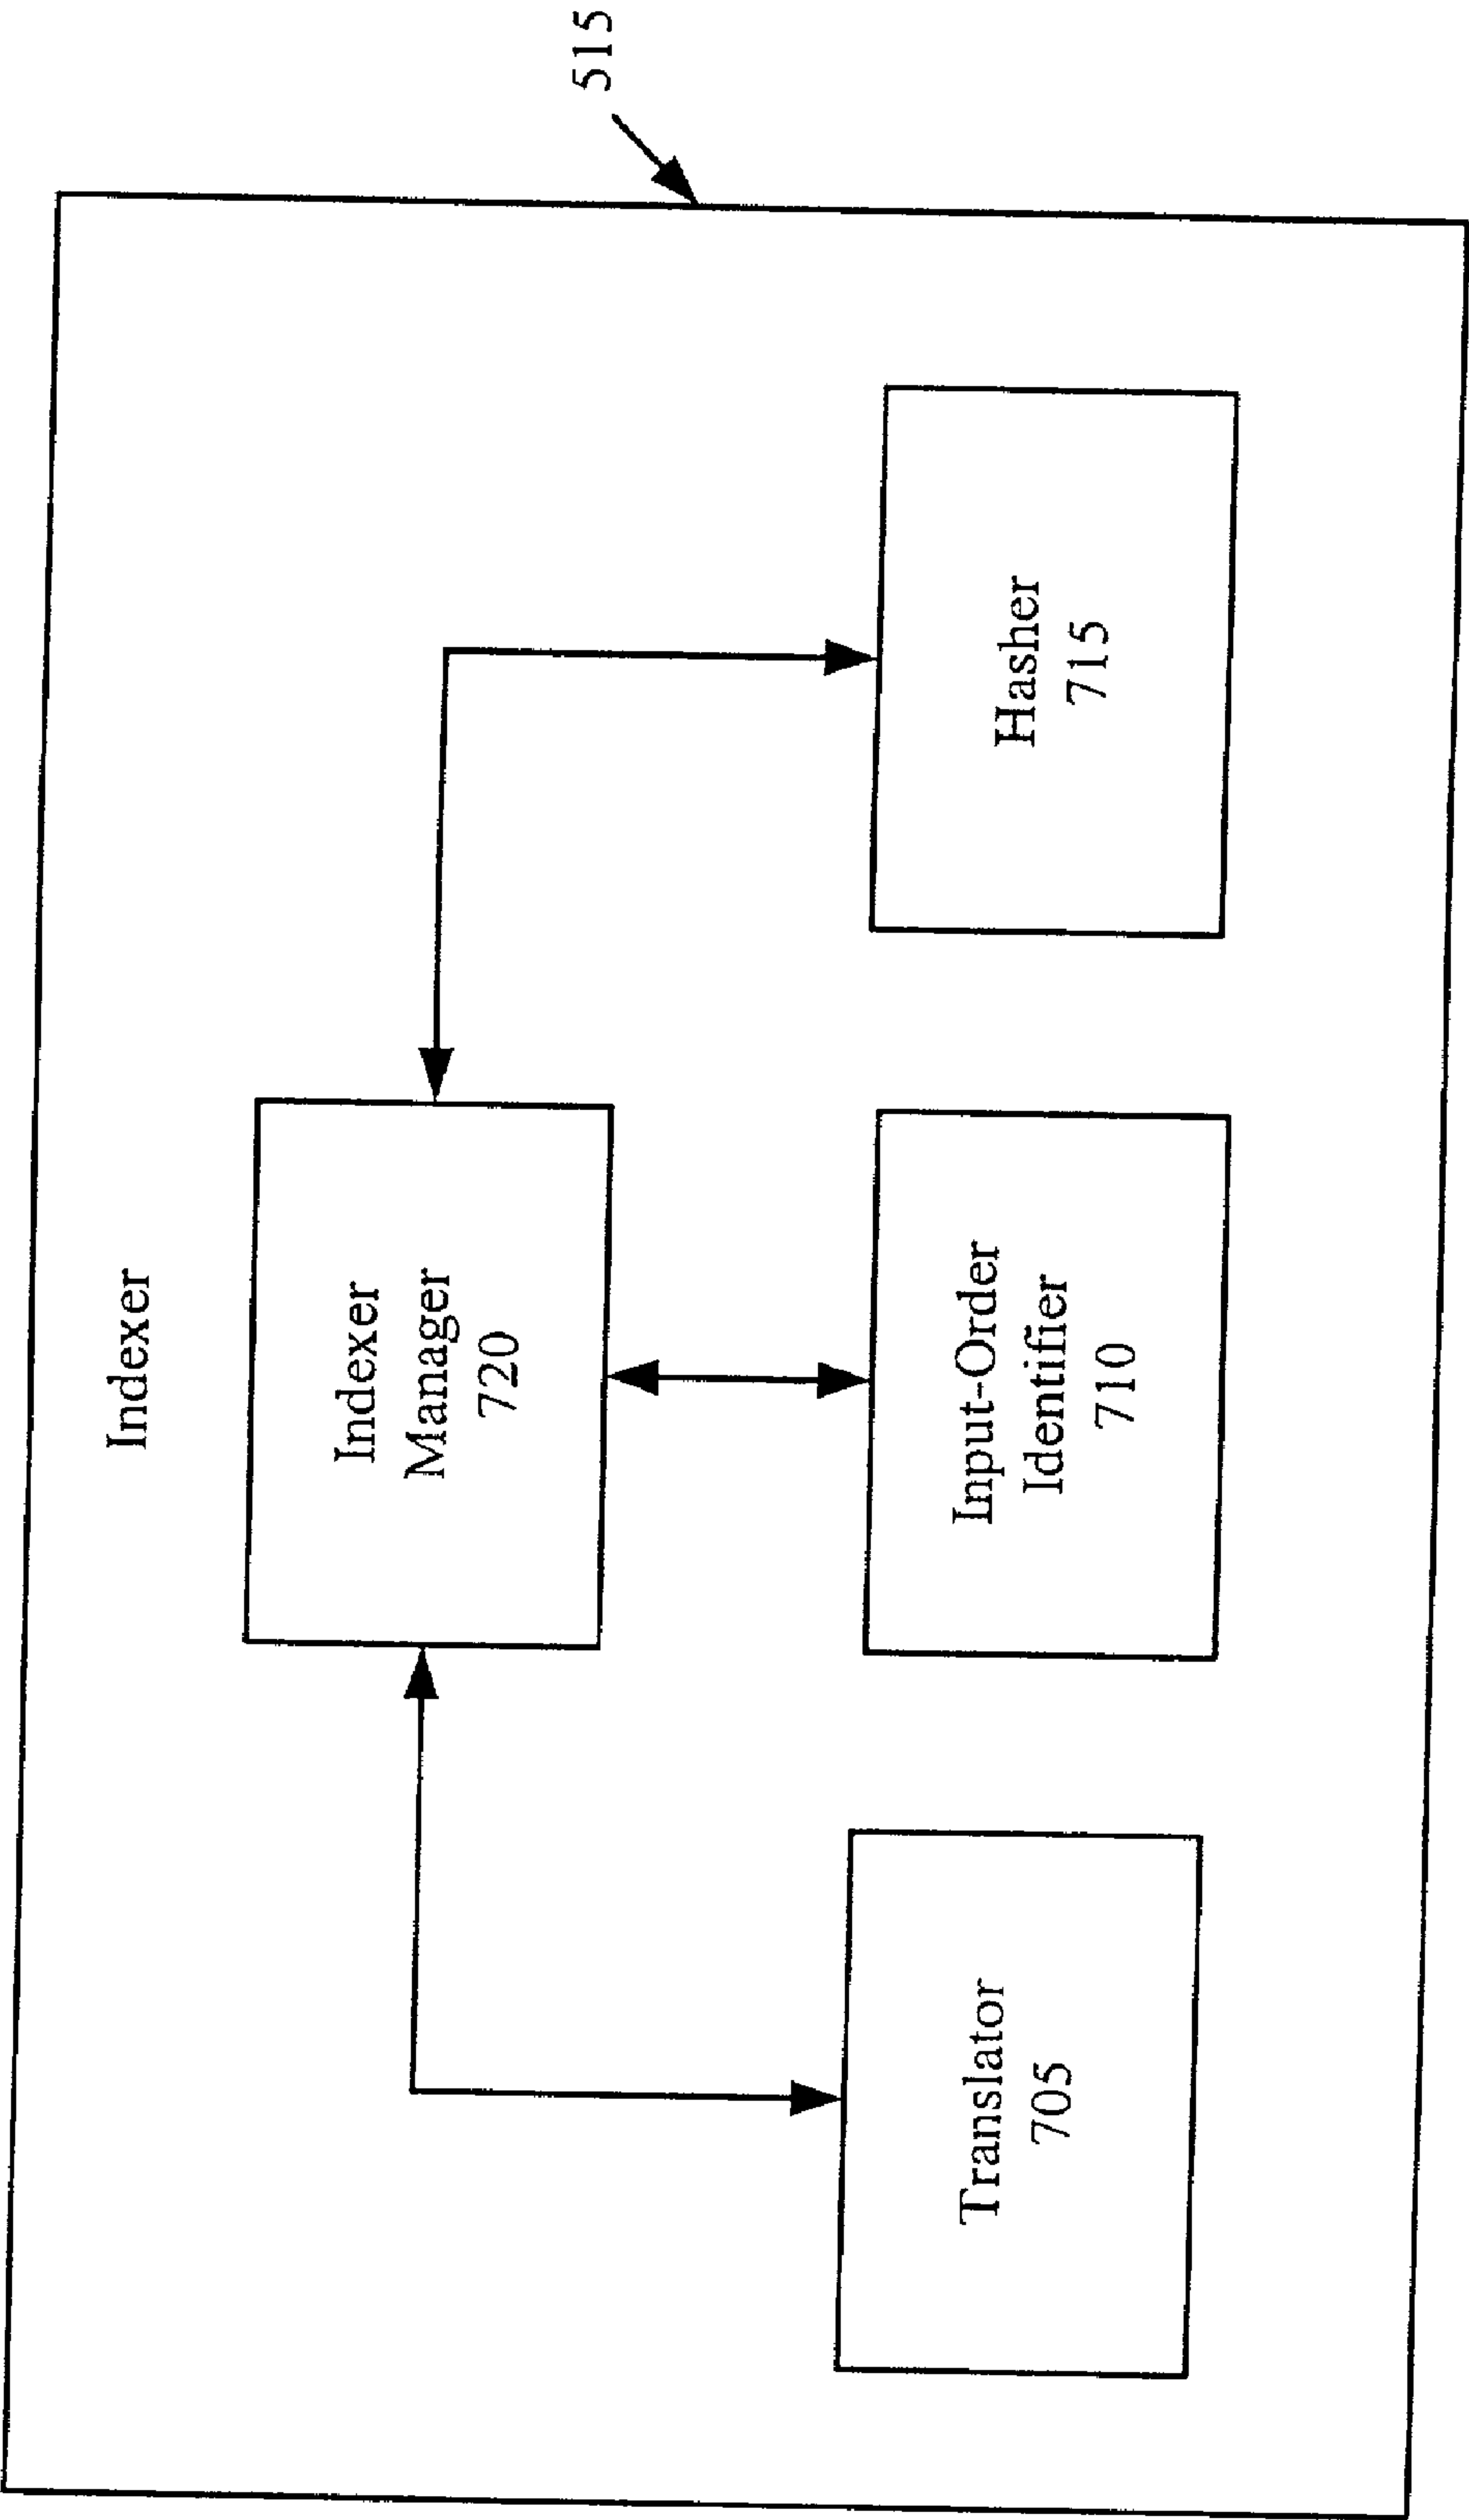 515
Indexer
Indexer
Manager
720
Translator
705
Input-Order
Identifier
710
Hasher
715